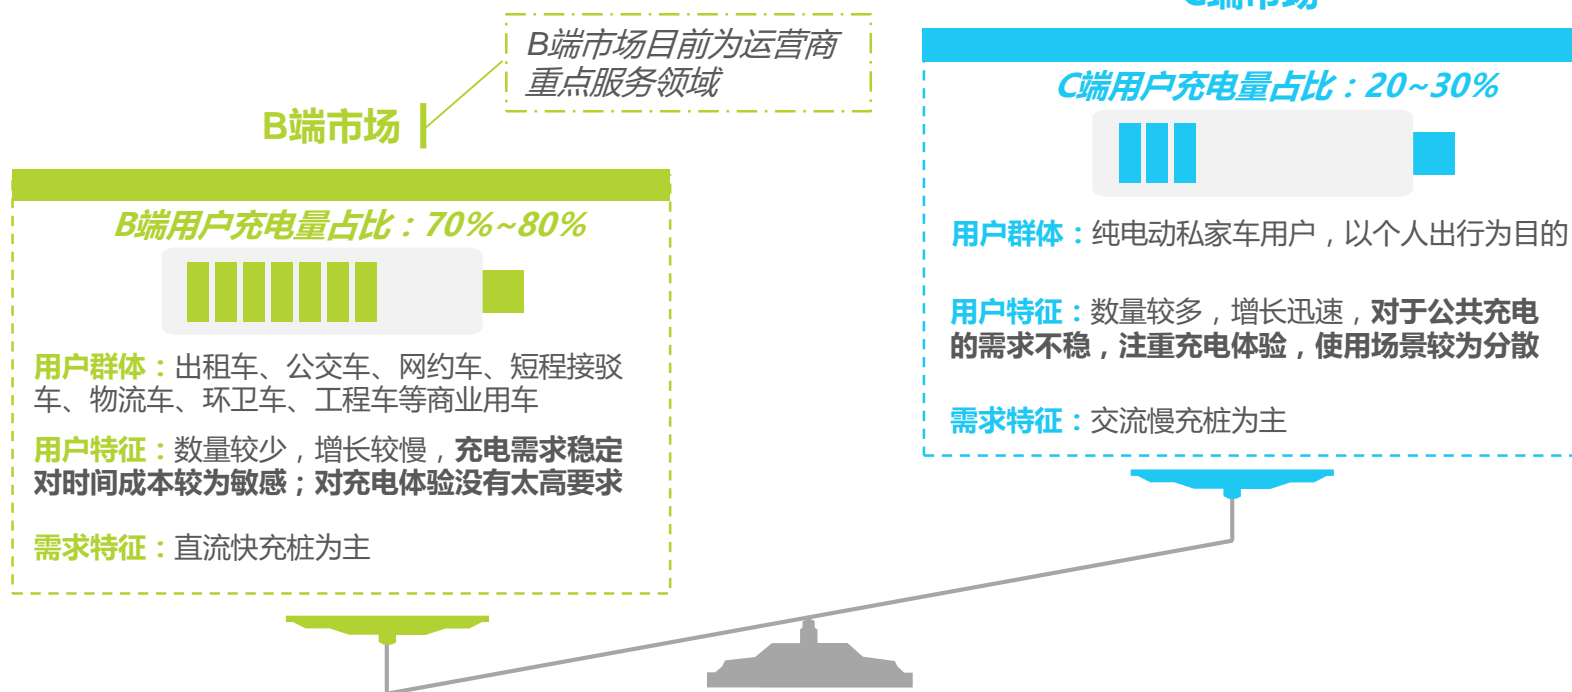 B端市场目前为运营商
重点服务领域
B端市场
B端用户充电量占比：70%~80%
用户群体：出租车、公交车、网约车、短程接驳
车、物流车、环卫车、工程车等商业用车
用户特征：数量较少，增长较慢，充电需求稳定
对时间成本较为敏感；对充电体验没有太高要求
需求特征：直流快充桩为主
C端市场
C端用户充电量占比：20~30%
用户群体：纯电动私家车用户，以个人出行为目的
用户特征：数量较多，增长迅速，对于公共充电
的需求不稳，注重充电体验，使用场景较为分散
需求特征：交流慢充桩为主